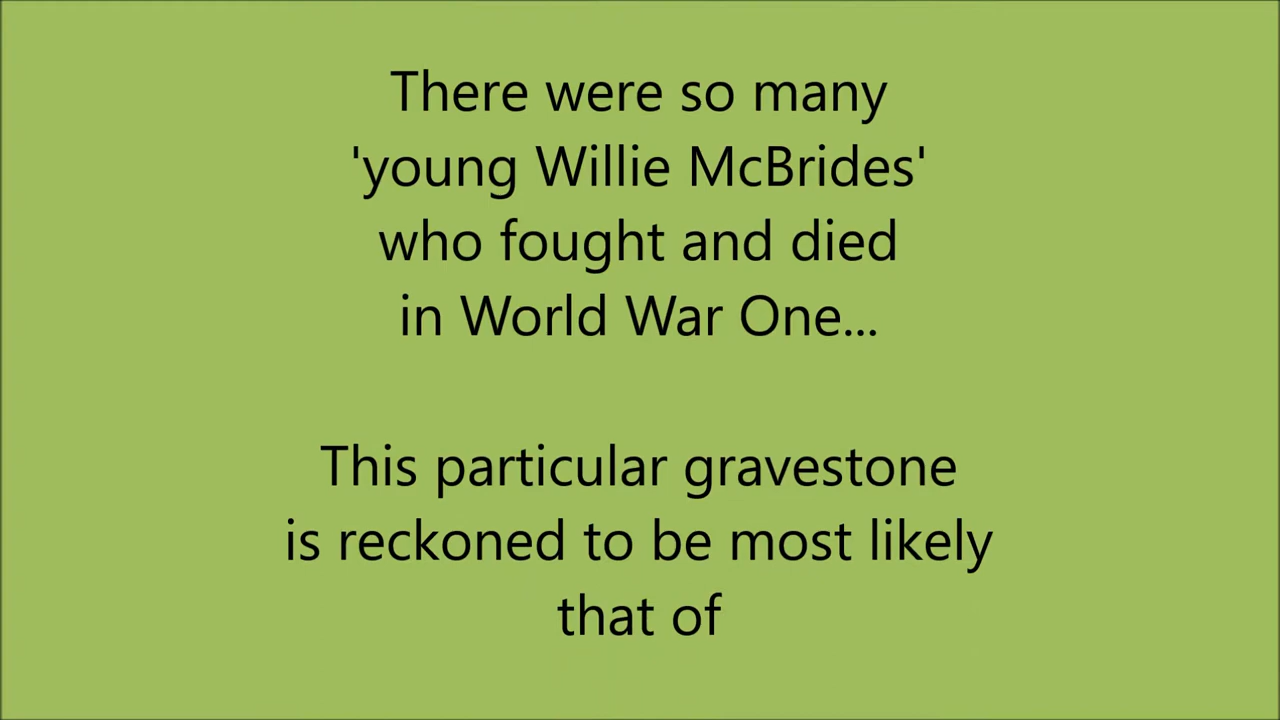 There were so many
'young Willie McBrides'
who fought and died
in World War One...
This particular gravestone
is reckoned to be most likely
that of